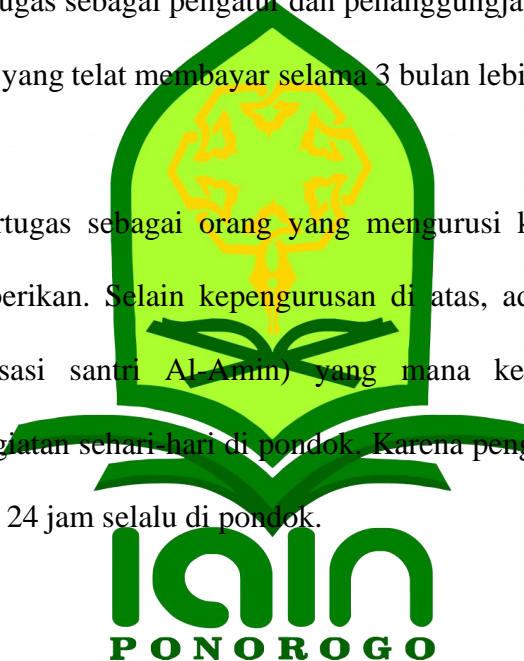 ugas sebagai pengatur dan penanggungja
yang telat membayar selama 3 bulan lebi
rtugas sebagai orang yang mengurusi k
berikan. Selain kepengurusan di atas, ad
sasi santri Al-Amin) yang mana ke
giatan sehari-hari di pondok. Karena peng
24 jam selalu di pondok.
iain
PONOROGO